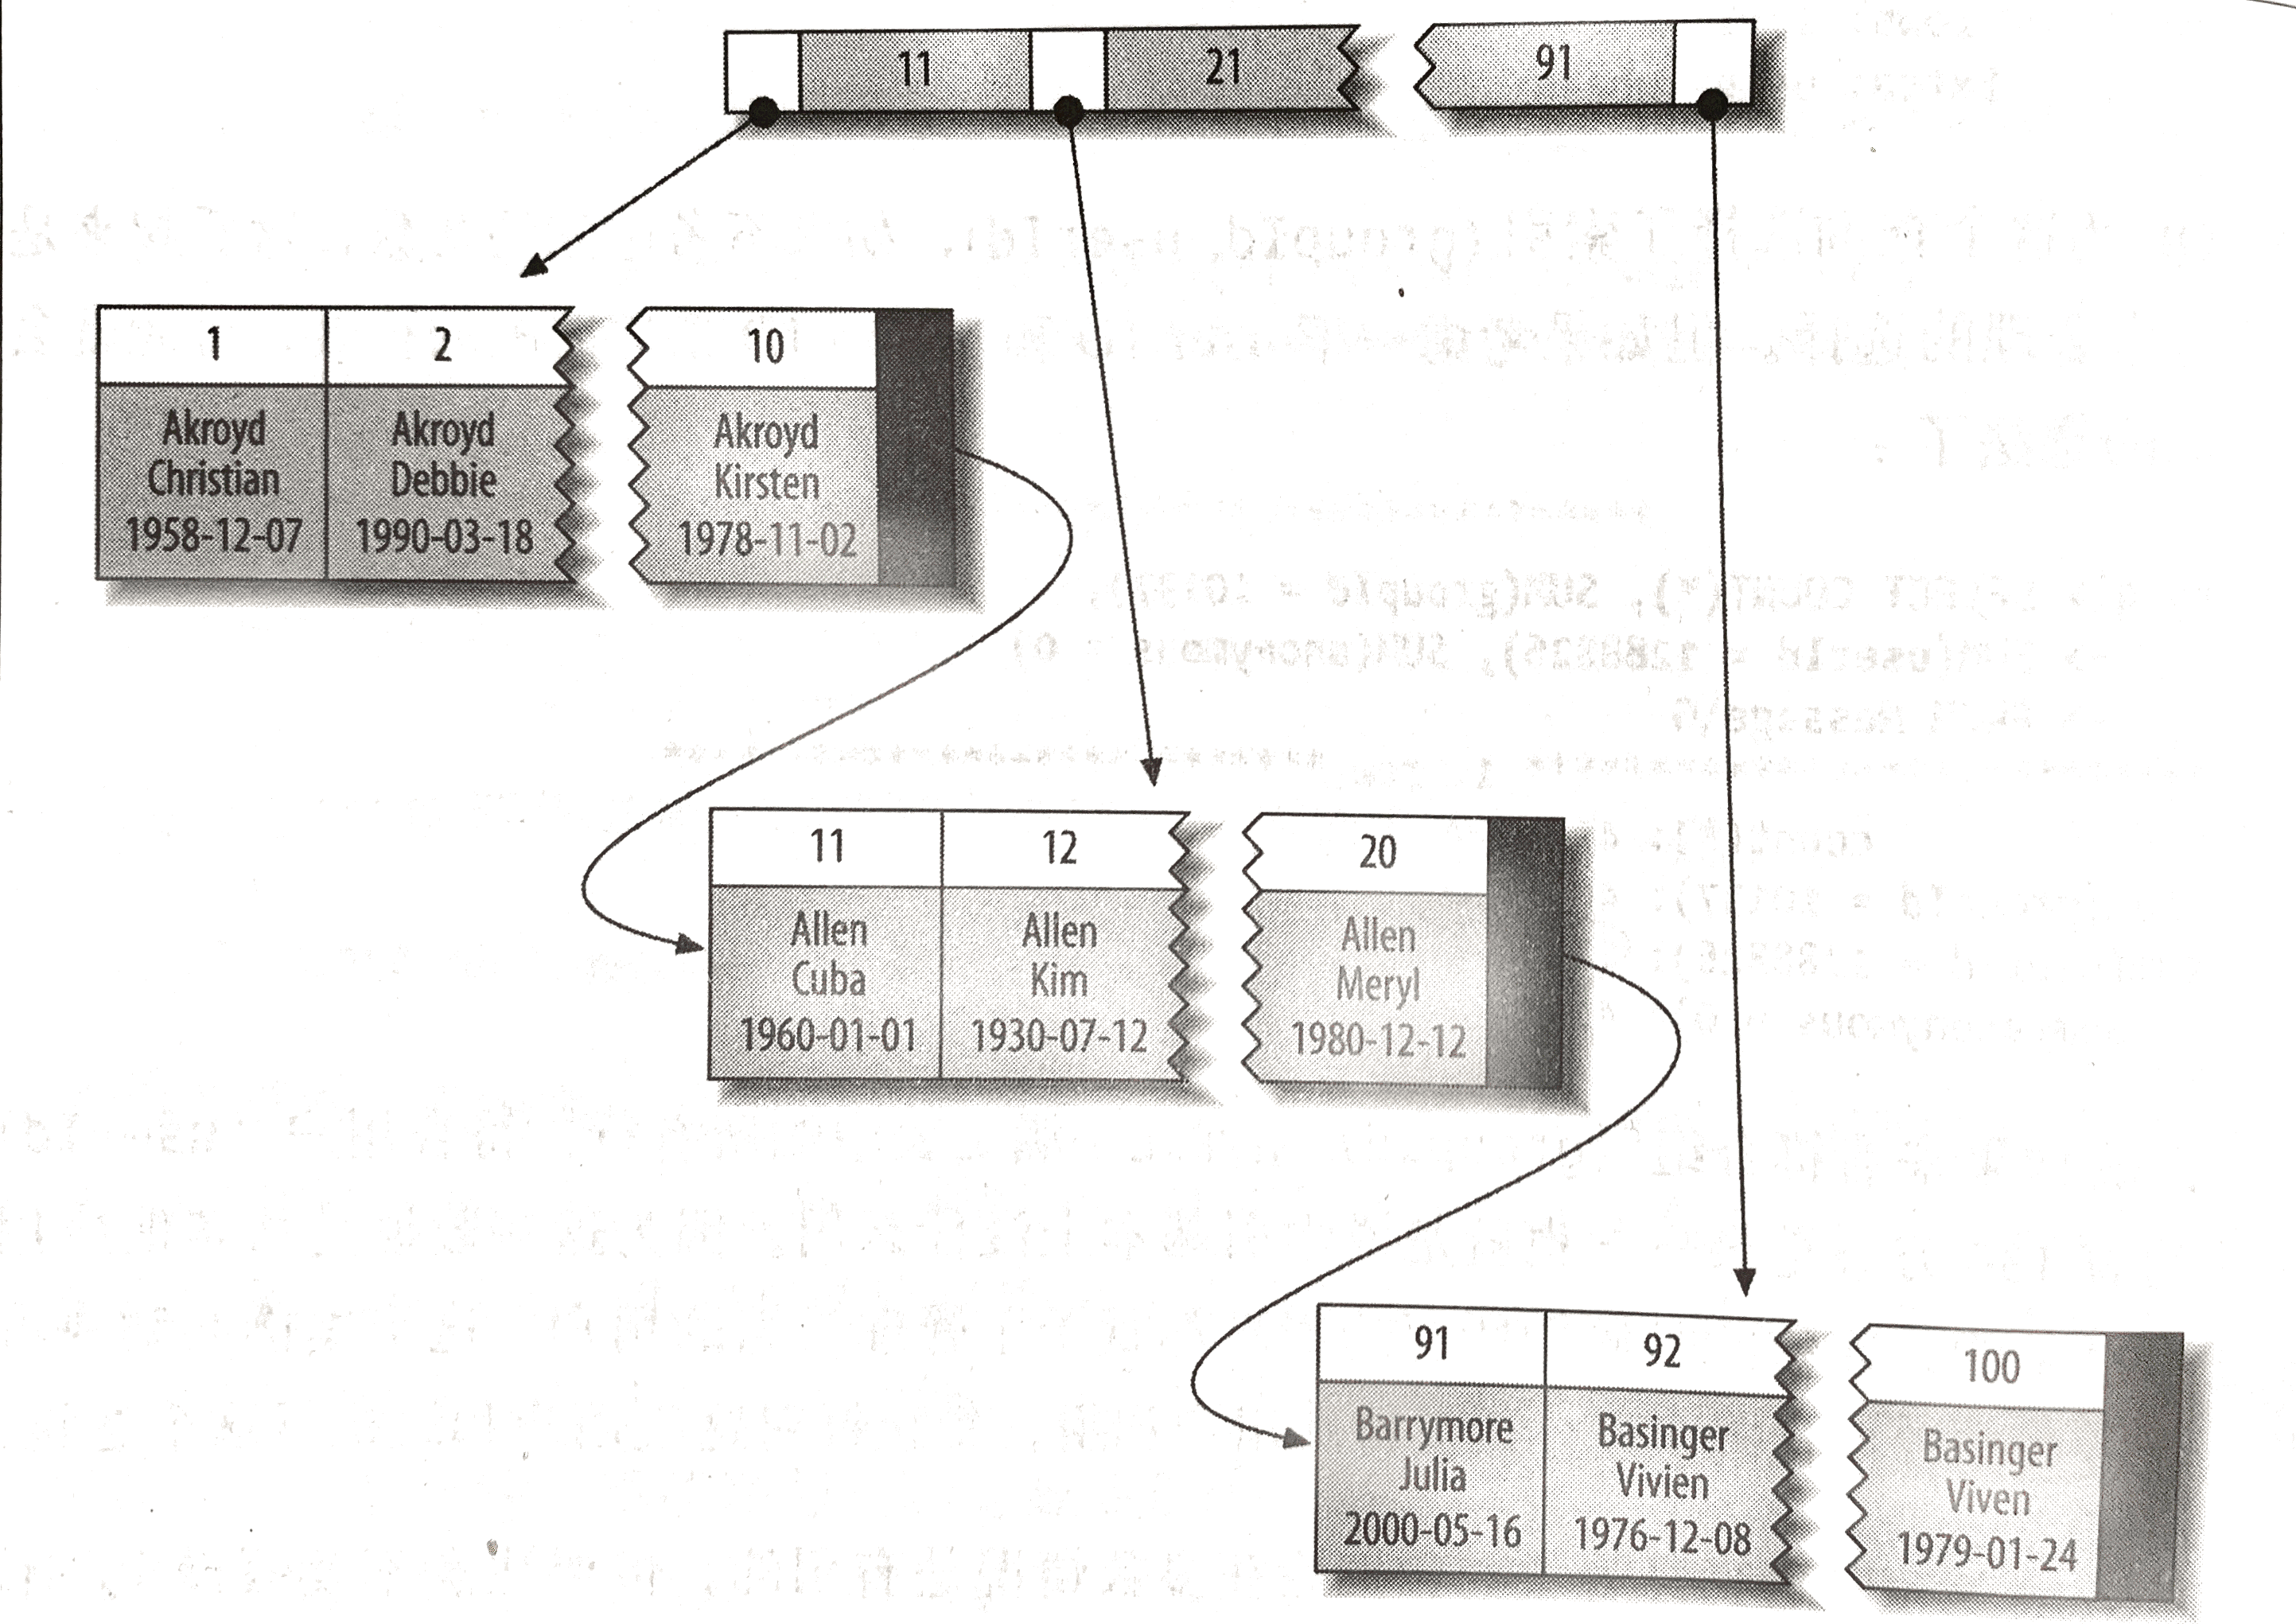 11 21 91
1 2 10
Akroyd Akroyd Akroyd
Christian Debbie Kirsten
1958-12-07 1990-03-18 1978-11-02
11 12 20
Allen Allen Allen
Cuba Kim Meryl
1960-01-01 1930-07-12 1980-12-12
91 92 100
Barrymore Basinger Basinger
Julia Vivien Viven
2000-05-16 1976-12-08 1979-01-24